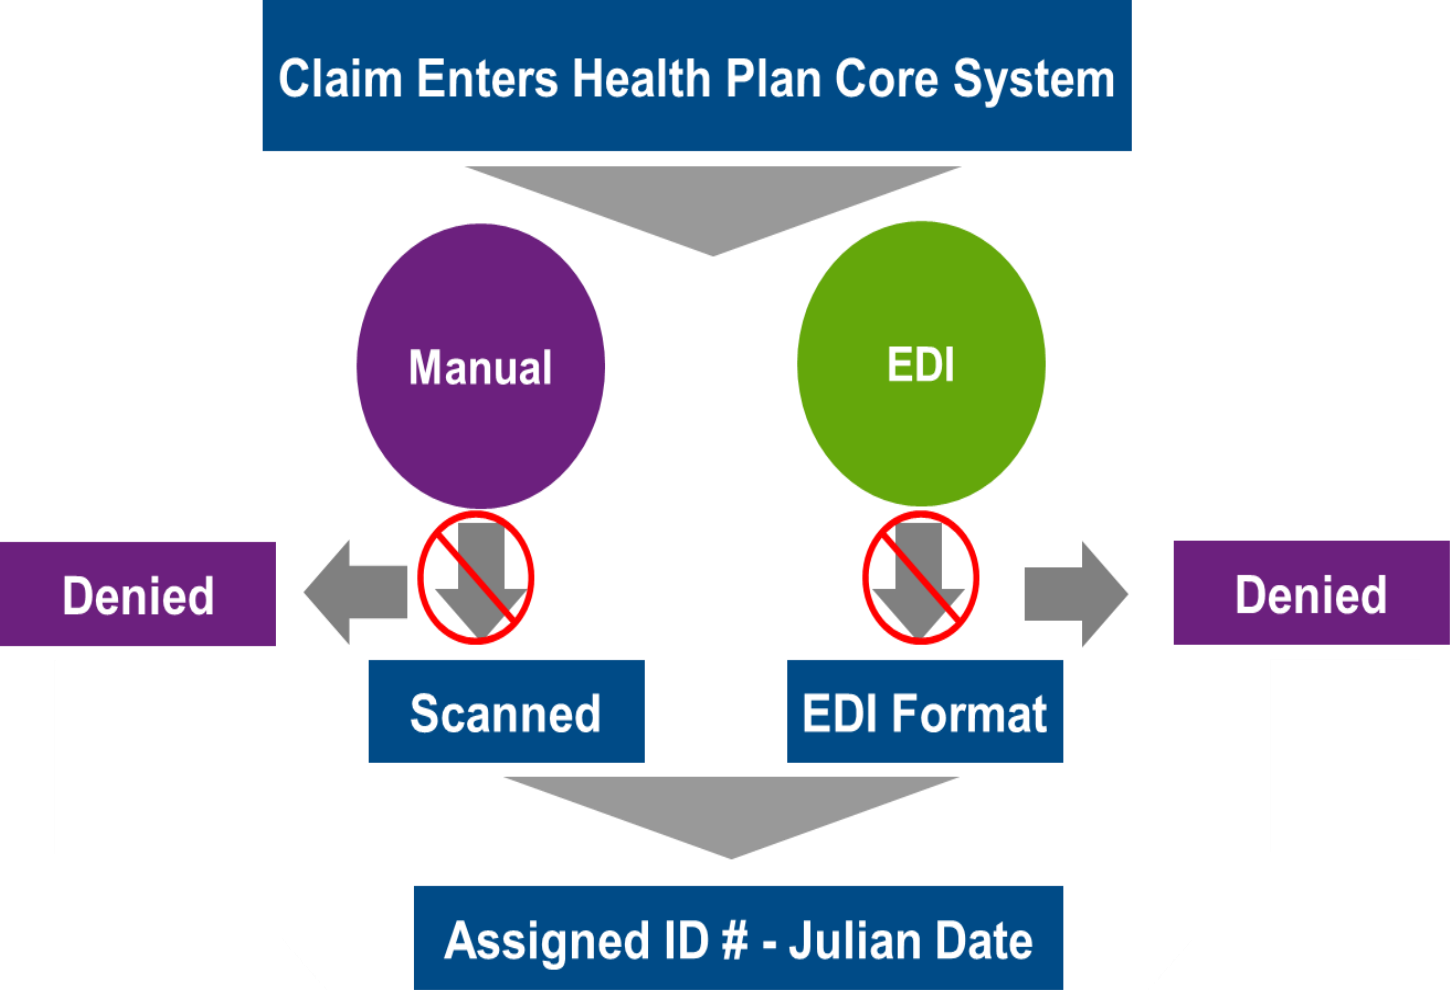 Claim Enters Health Plan Core System
Manual
EDI
Denied
Denied
Scanned
EDI Format
Assigned ID # - Julian Date